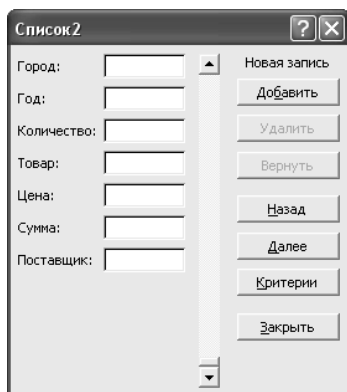 Список2
Город:
Год:
Количество:
Товар:
Цена:
Сумма:
Поставщик:
Новая запись
Добавить
Удалить
Вернуть
Назад
Далее
Критерии
Закрыть